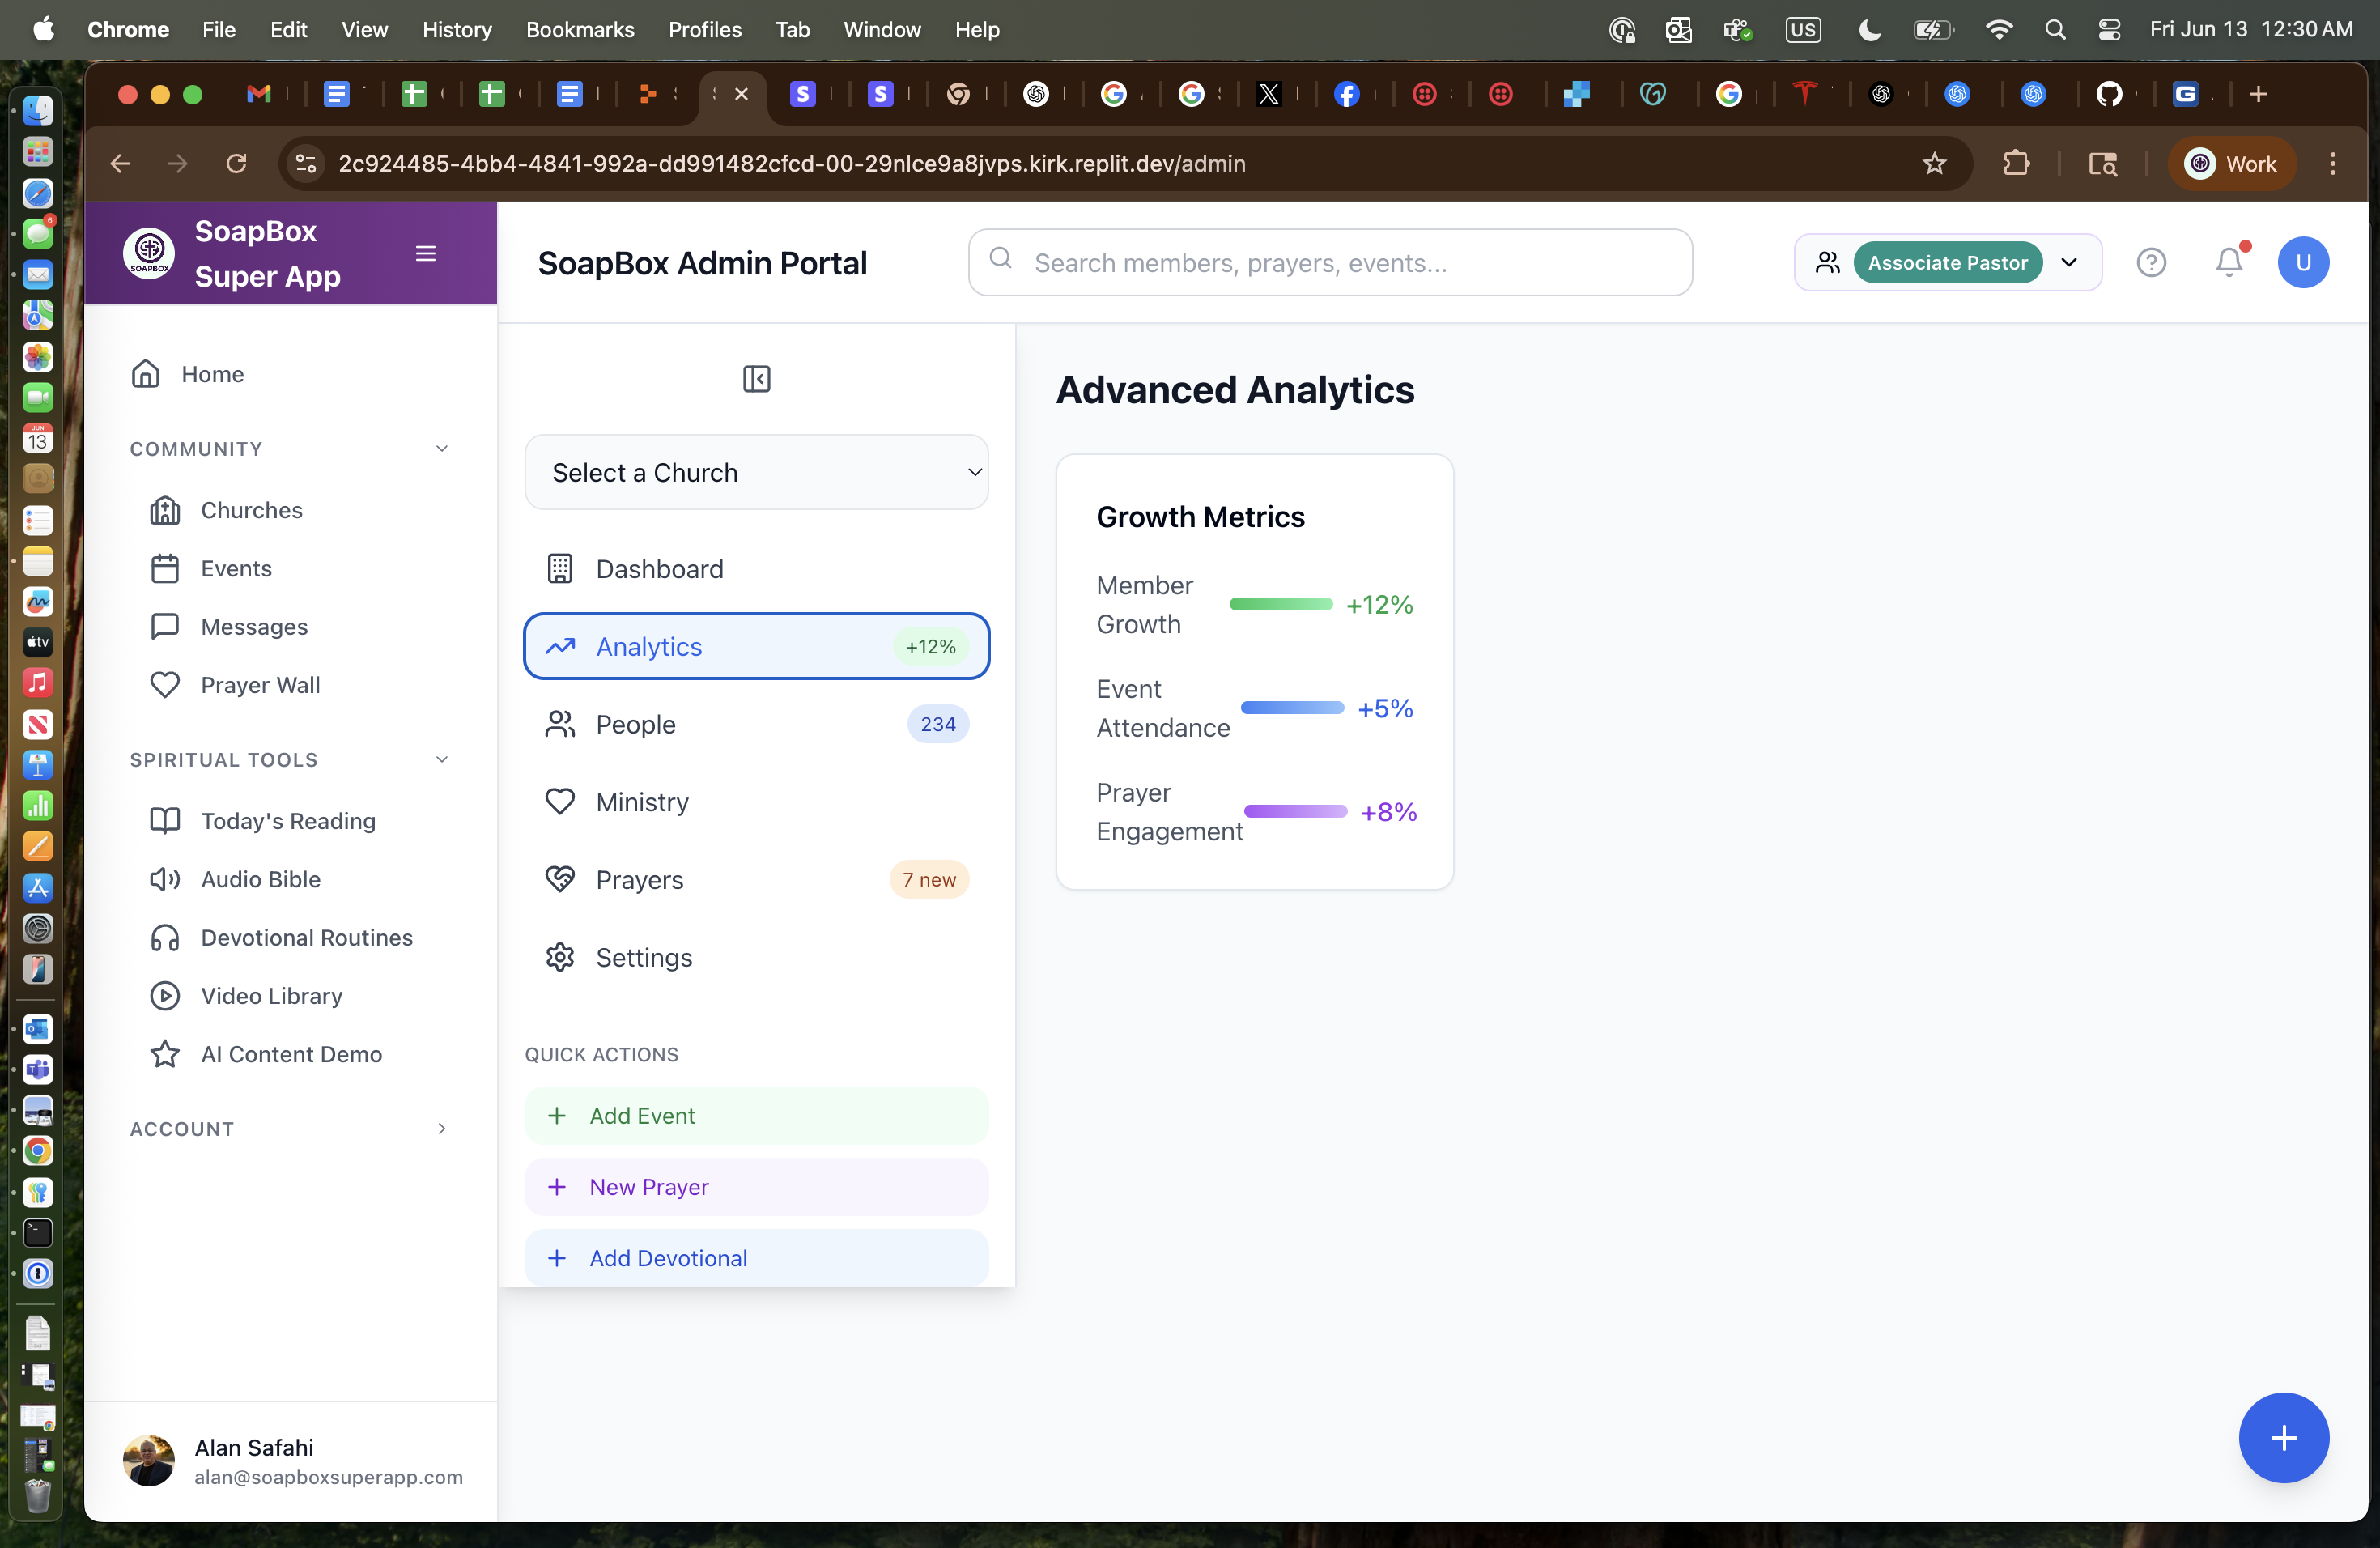 Chrome File Edit View History Bookmarks Profiles Tab Window Help
US Fri Jun 13 12:30 AM
2c924485-4bb4-4841-992a-dd991482cfcd-00-29nlce9a8jvps.kirk.replit.dev/admin
Work
SOAPBOX
SoapBox
Super App
SoapBox Admin Portal
Search members, prayers, events...
Associate Pastor
U
Home
COMMUNITY
Churches
Events
Messages
Prayer Wall
SPIRITUAL TOOLS
Today's Reading
Audio Bible
Devotional Routines
Video Library
AI Content Demo
ACCOUNT
Alan Safahi
alan@soapboxsuperapp.com
Select a Church
Dashboard
Analytics +12%
People 234
Ministry
Prayers 7 new
Settings
QUICK ACTIONS
+ Add Event
+ New Prayer
+ Add Devotional
Advanced Analytics
Growth Metrics
Member
Growth
+12%
Event
Attendance
+5%
Prayer
Engagement
+8%
6
JUN
13
tv